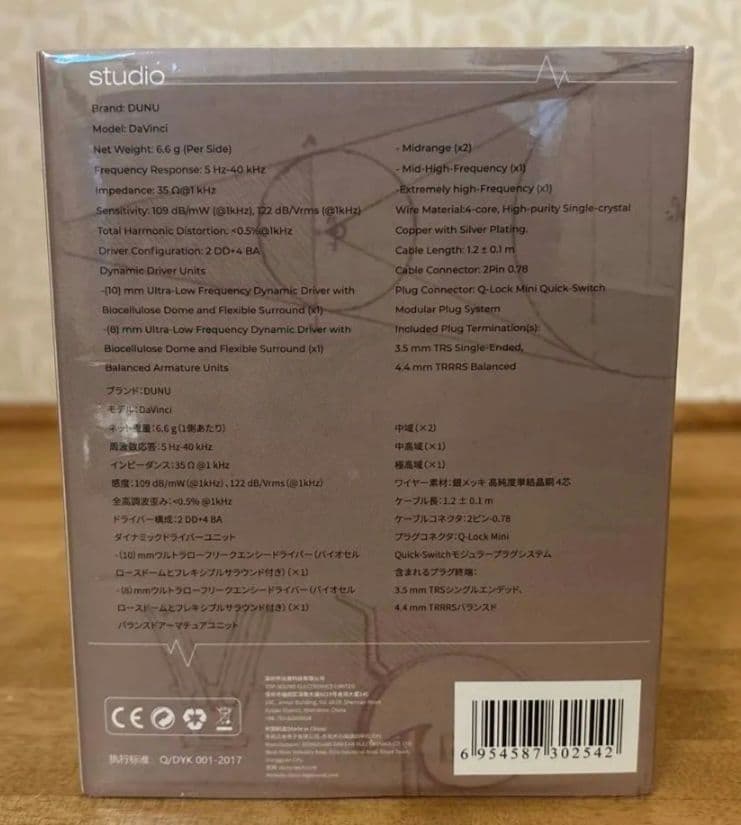 studio
Brand: DUNU
Model: DaVinci
Net Weight: 6.6 g (Per Side)
Frequency Response: 5 Hz-40 kHz
Impedance: 35 Ω@1 kHz
Sensitivity: 109 dB/mW (@1kHz), 122 dB/Vrms (@1kHz)
Total Harmonic Distortion: <0.5%@1kHz
Driver Configuration: 2 DD+4 BA
Dynamic Driver Units
-(10) mm Ultra-Low Frequency Dynamic Driver with
Biocellulose Dome and Flexible Surround (x1)
-(8) mm Ultra-Low Frequency Dynamic Driver with
Biocellulose Dome and Flexible Surround (x1)
Balanced Armature Units
- Midrange (x2)
- Mid-High-Frequency (x1)
-Extremely high-Frequency (x1)
Wire Material:4-core, High-purity Single-crystal
Copper with Silver Plating.
Cable Length: 1.2 ± 0.1 m
Cable Connector: 2Pin 0.78
Plug Connector: Q-Lock Mini Quick-Switch
Modular Plug System
Included Plug Termination(s):
3.5 mm TRS Single-Ended,
4.4 mm TRRRS Balanced
ブランド:DUNU
モデル:DaVinci
ネット重量:6.6 g(1側あたり)
周波数応答:5 Hz-40 kHz
インピーダンス:35 Ω@1 kHz
感度:109 dB/mW(@1kHz)、122 dB/Vrms(@1kHz)
全高調波歪み:<0.5% @1kHz
ドライバー構成:2 DD+4 BA
ダイナミックドライバーユニット
-(10) mmウルトラローフリークエンシードライバー(バイオセル
ロースドームとフレキシブルサラウンド付き)(×1)
-(8) mmウルトラローフリークエンシードライバー(バイオセル
ロースドームとフレキシブルサラウンド付き)(×1)
バランスドアーマチュアユニット
中域(×2)
中高域(×1)
極高域(×1)
ワイヤー素材:銀メッキ 高純度単結晶銅 4芯
ケーブル長:1.2 ± 0.1 m
ケーブルコネクタ:2ピン-0.78
プラグコネクタ:Q-Lock Mini
Quick-Switchモジュラープラグシステム
含まれるプラグ終端:
3.5 mm TRSシングルエンデッド、
4.4 mm TRRRSバランスド
CE
执行标准: Q/DYK 001-2017
6 954587 302542